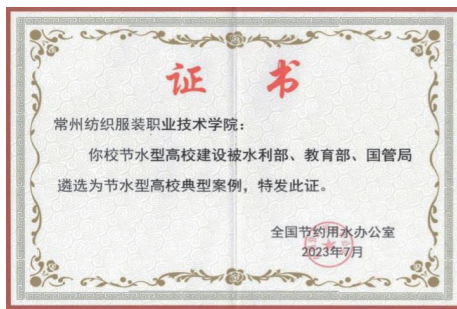 证 书
常州纺织服装职业技术学院：
你校节水型高校建设被水利部、教育部、国管局
遴选为节水型高校典型案例，特发此证。
全国节约用水办公室
2023年7月